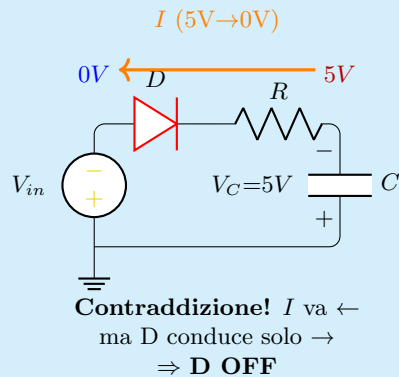 I (5V→0V)
0V
5V
D
R
−
−
V_in
V_C=5V
C
+
+
Contraddizione! I va ←
ma D conduce solo →
⇒ D OFF